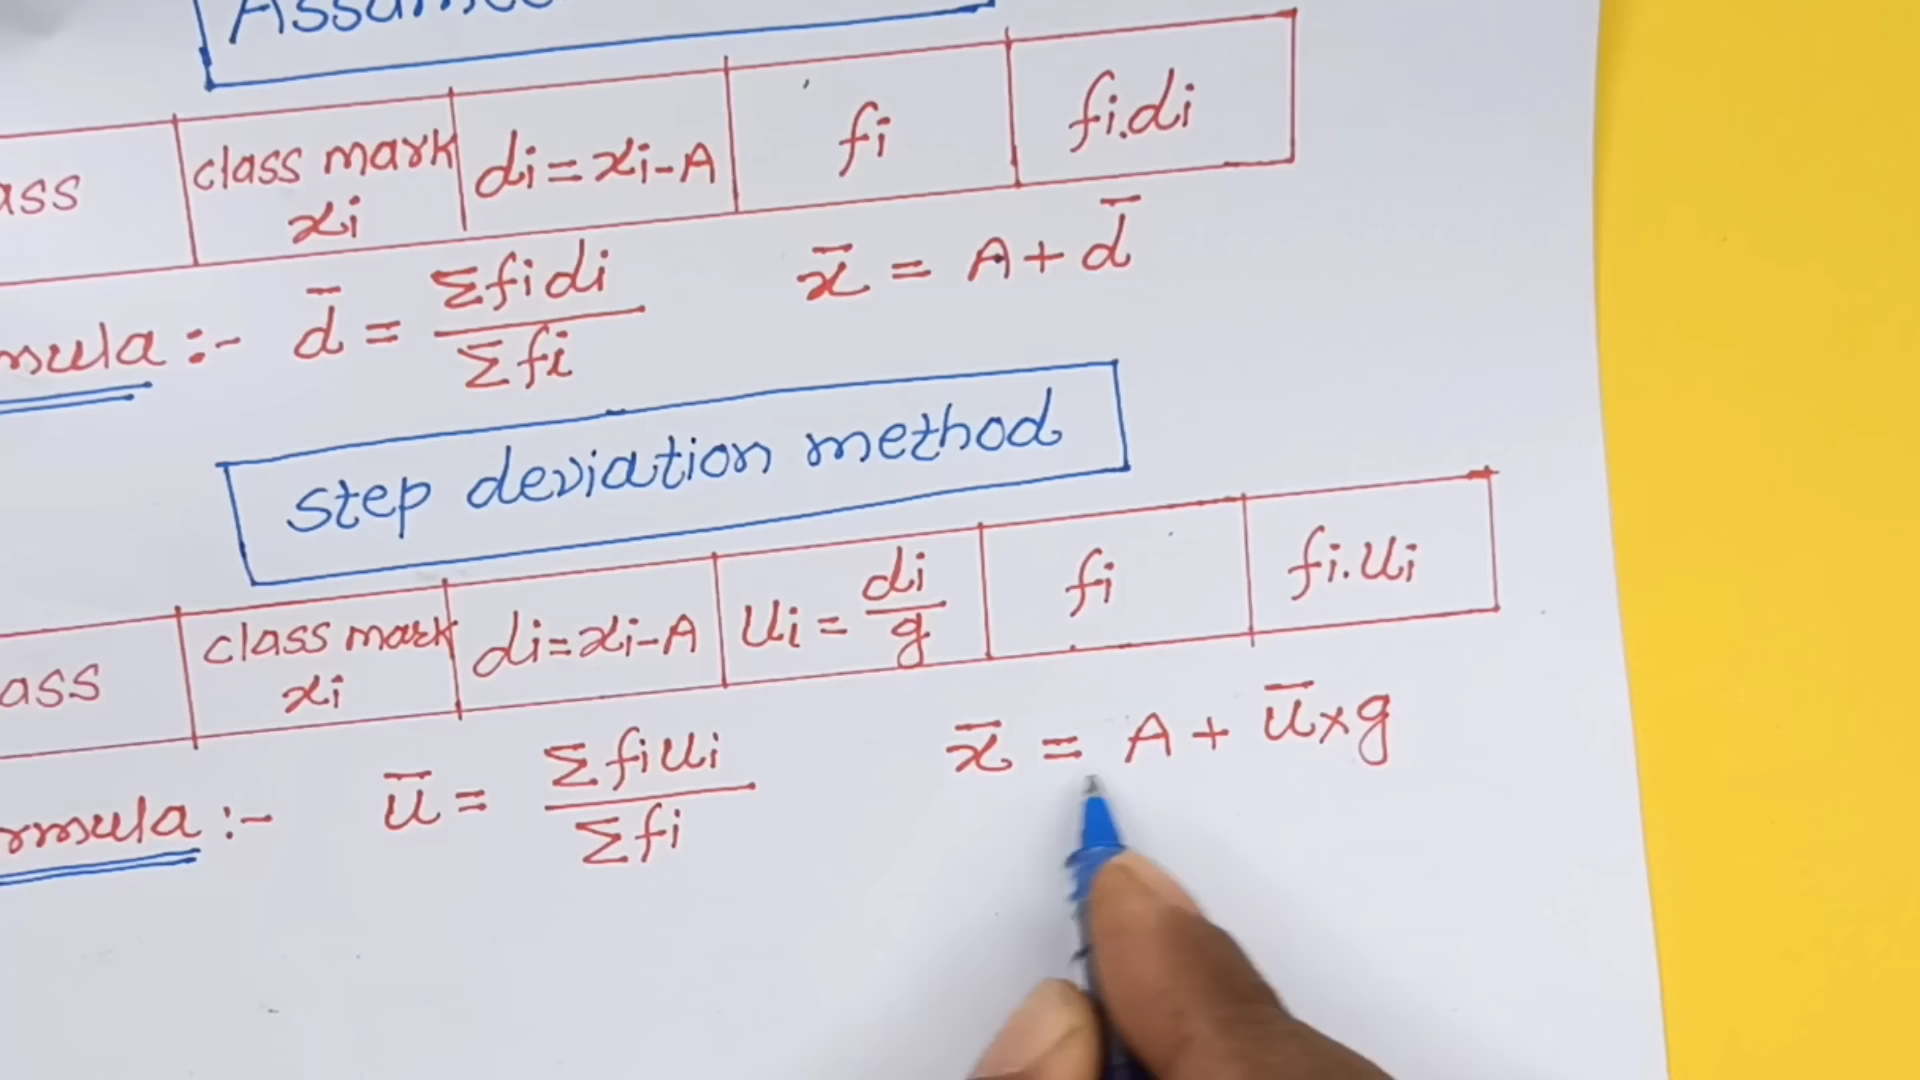 class mark di=xi-A fi fi.di
xi
d̄ = Σfidi/Σfi x̄ = A+d̄
step deviation method
class mark di=xi-A ui=di/g fi fi.ui
xi
:- ū = Σfiui/Σfi x̄ = A+ū×g